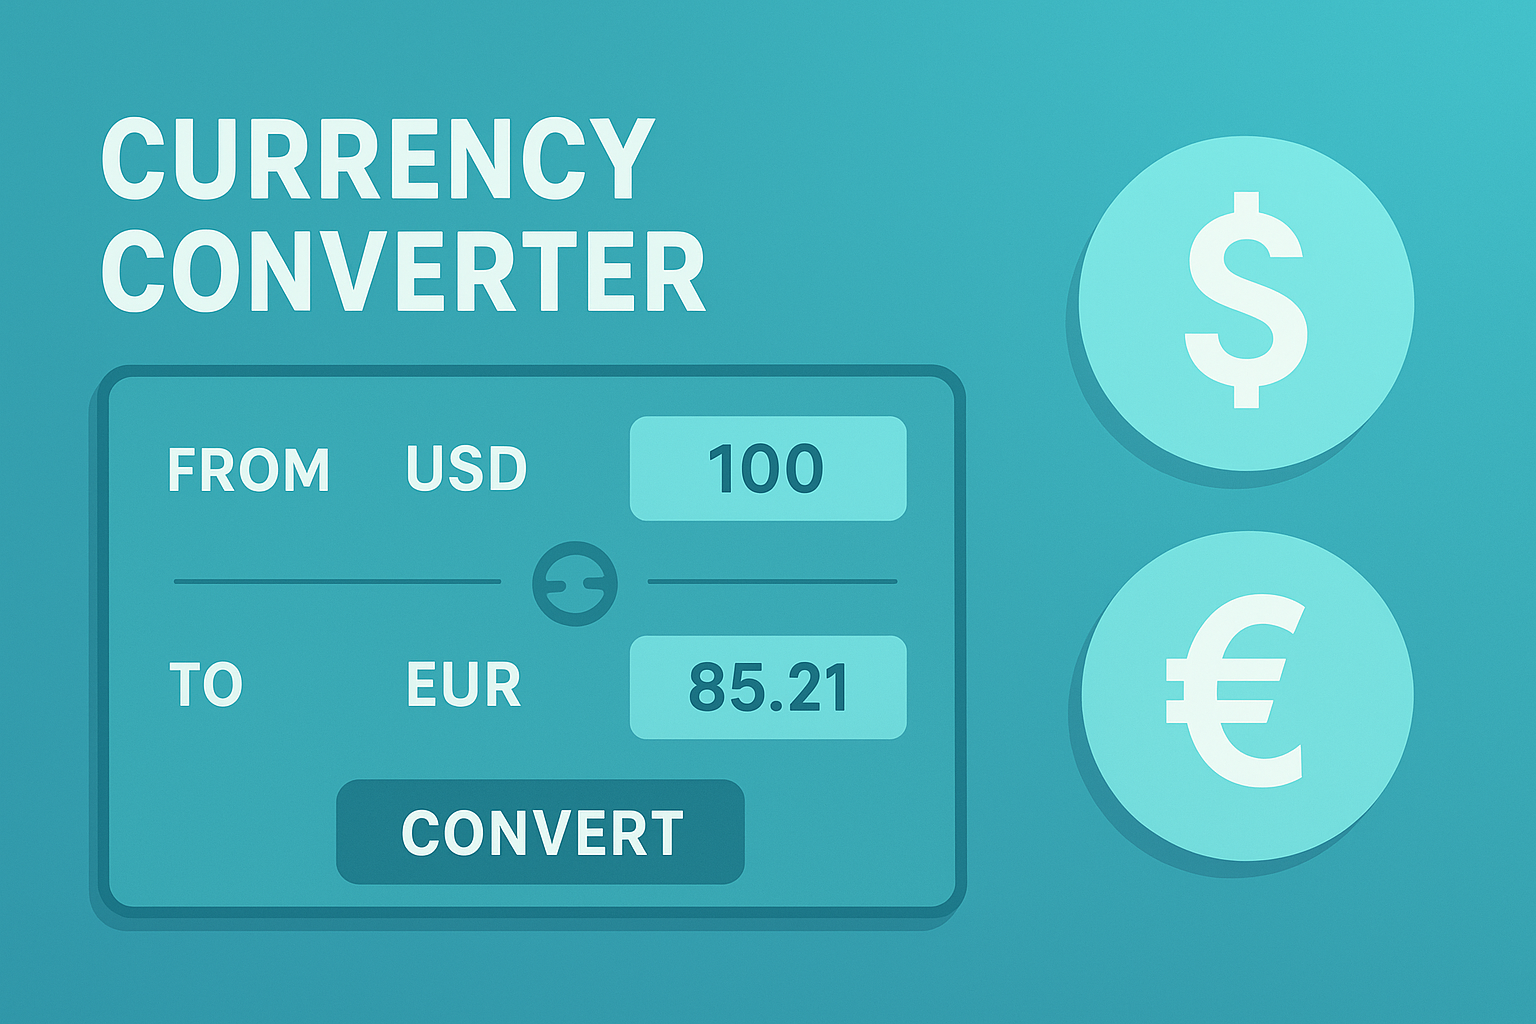 CURRENCY
CONVERTER
FROM USD 100
TO EUR 85.21
CONVERT
$
€